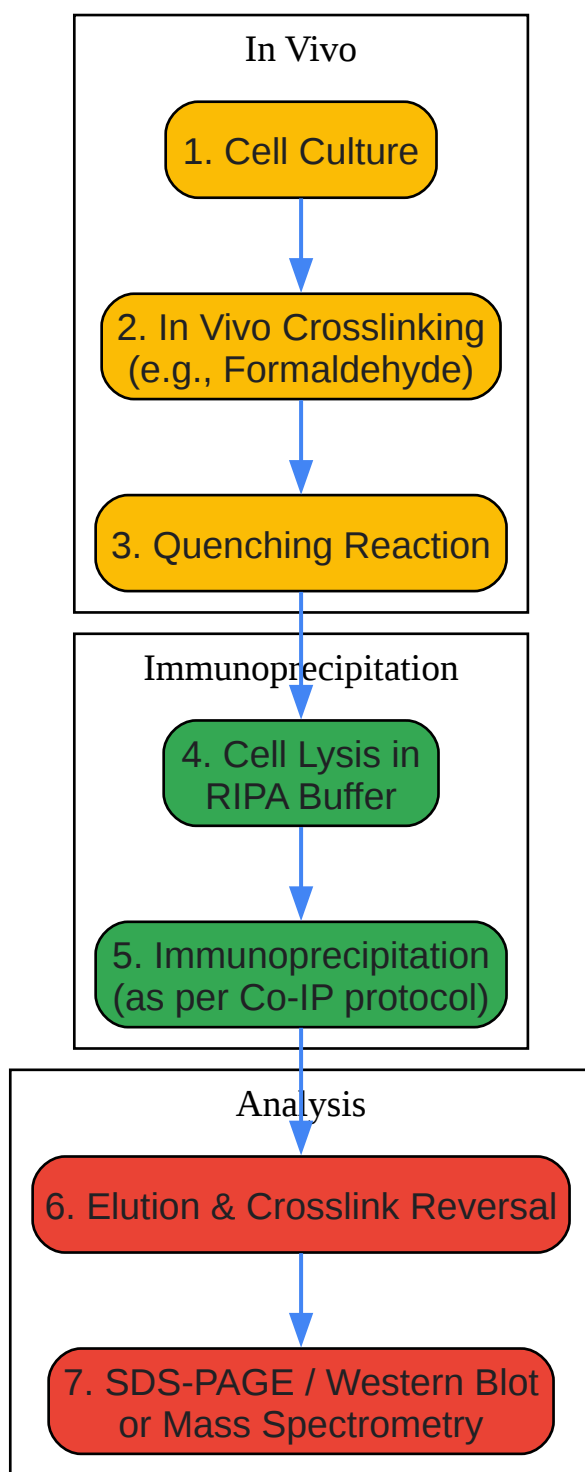 In Vivo
1. Cell Culture
2. In Vivo Crosslinking
(e.g., Formaldehyde)
3. Quenching Reaction
Immunoprecipitation
4. Cell Lysis in
RIPA Buffer
5. Immunoprecipitation
(as per Co-IP protocol)
Analysis
6. Elution & Crosslink Reversal
7. SDS-PAGE / Western Blot
or Mass Spectrometry